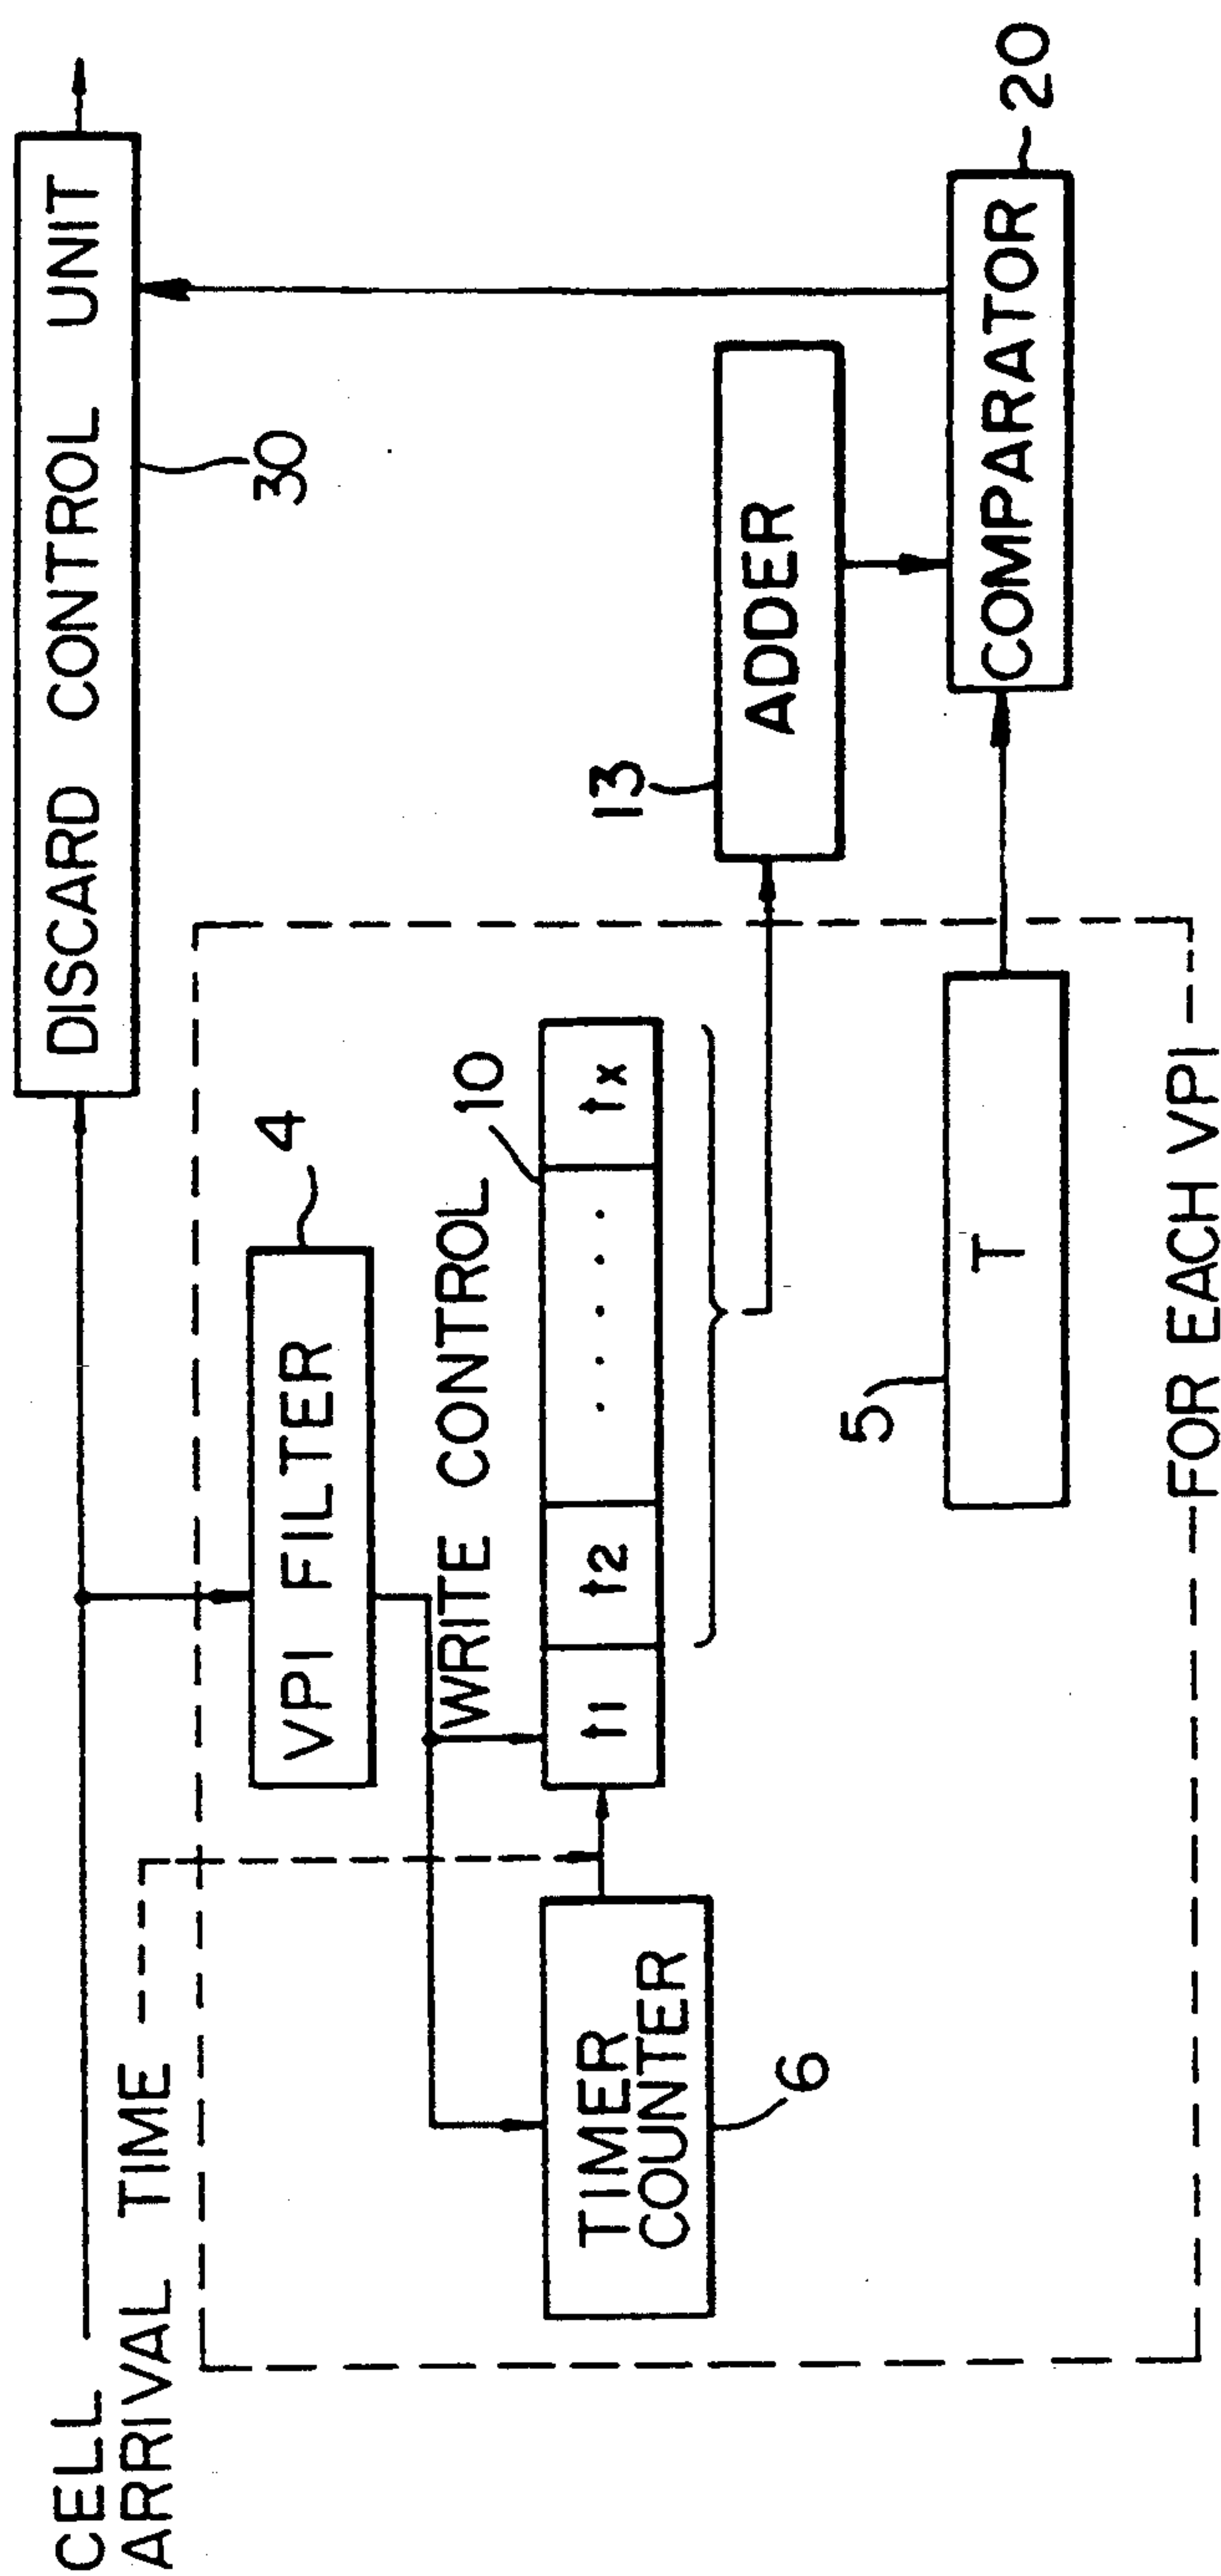 CELL
ARRIVAL TIME
DISCARD CONTROL UNIT
30
VPI FILTER
4
WRITE CONTROL
10
t1
t2
.....
tx
TIMER
COUNTER
6
13
ADDER
5
T
COMPARATOR
20
FOR EACH VPI